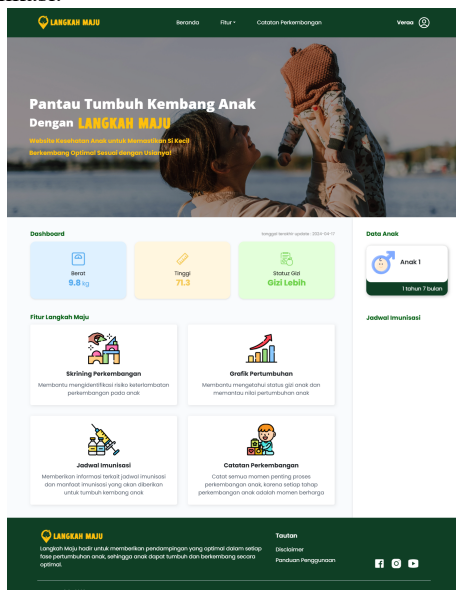 LANGKAH MAJU
Beranda
Fitur
Catatan Perkembangan
Veraa
Pantau Tumbuh Kembang Anak
Dengan LANGKAH MAJU
Website Kesehatan Anak untuk Memastikan Si Kecil
Berkembang Optimal Sesuai dengan Usianya!
Dashboard
tanggal terakhir update : 2024-04-17
Data Anak
Berat
9.8 kg
Tinggi
71.3
Status Gizi
Gizi Lebih
Anak 1
1 tahun 7 bulan
Fitur Langkah Maju
Jadwal Imunisasi
Skrining Perkembangan
Membantu mengidentifikasi risiko keterlambatan
perkembangan pada anak
Grafik Pertumbuhan
Membantu mengetahui status gizi anak dan
memantau nilai pertumbuhan anak
Jadwal Imunisasi
Memberikan informasi terkait jadwal imunisasi
dan manfaat imunisasi yang akan diberikan
untuk tumbuh kembang anak
Catatan Perkembangan
Catat semua momen penting proses
perkembangan anak, karena setiap tahap
perkembangan anak adalah momen berharga
LANGKAH MAJU
Langkah Maju hadir untuk memberikan pendampingan yang optimal dalam setiap
fase pertumbuhan anak, sehingga anak dapat tumbuh dan berkembang secara
optimal.
Tautan
Disclaimer
Panduan Penggunaan